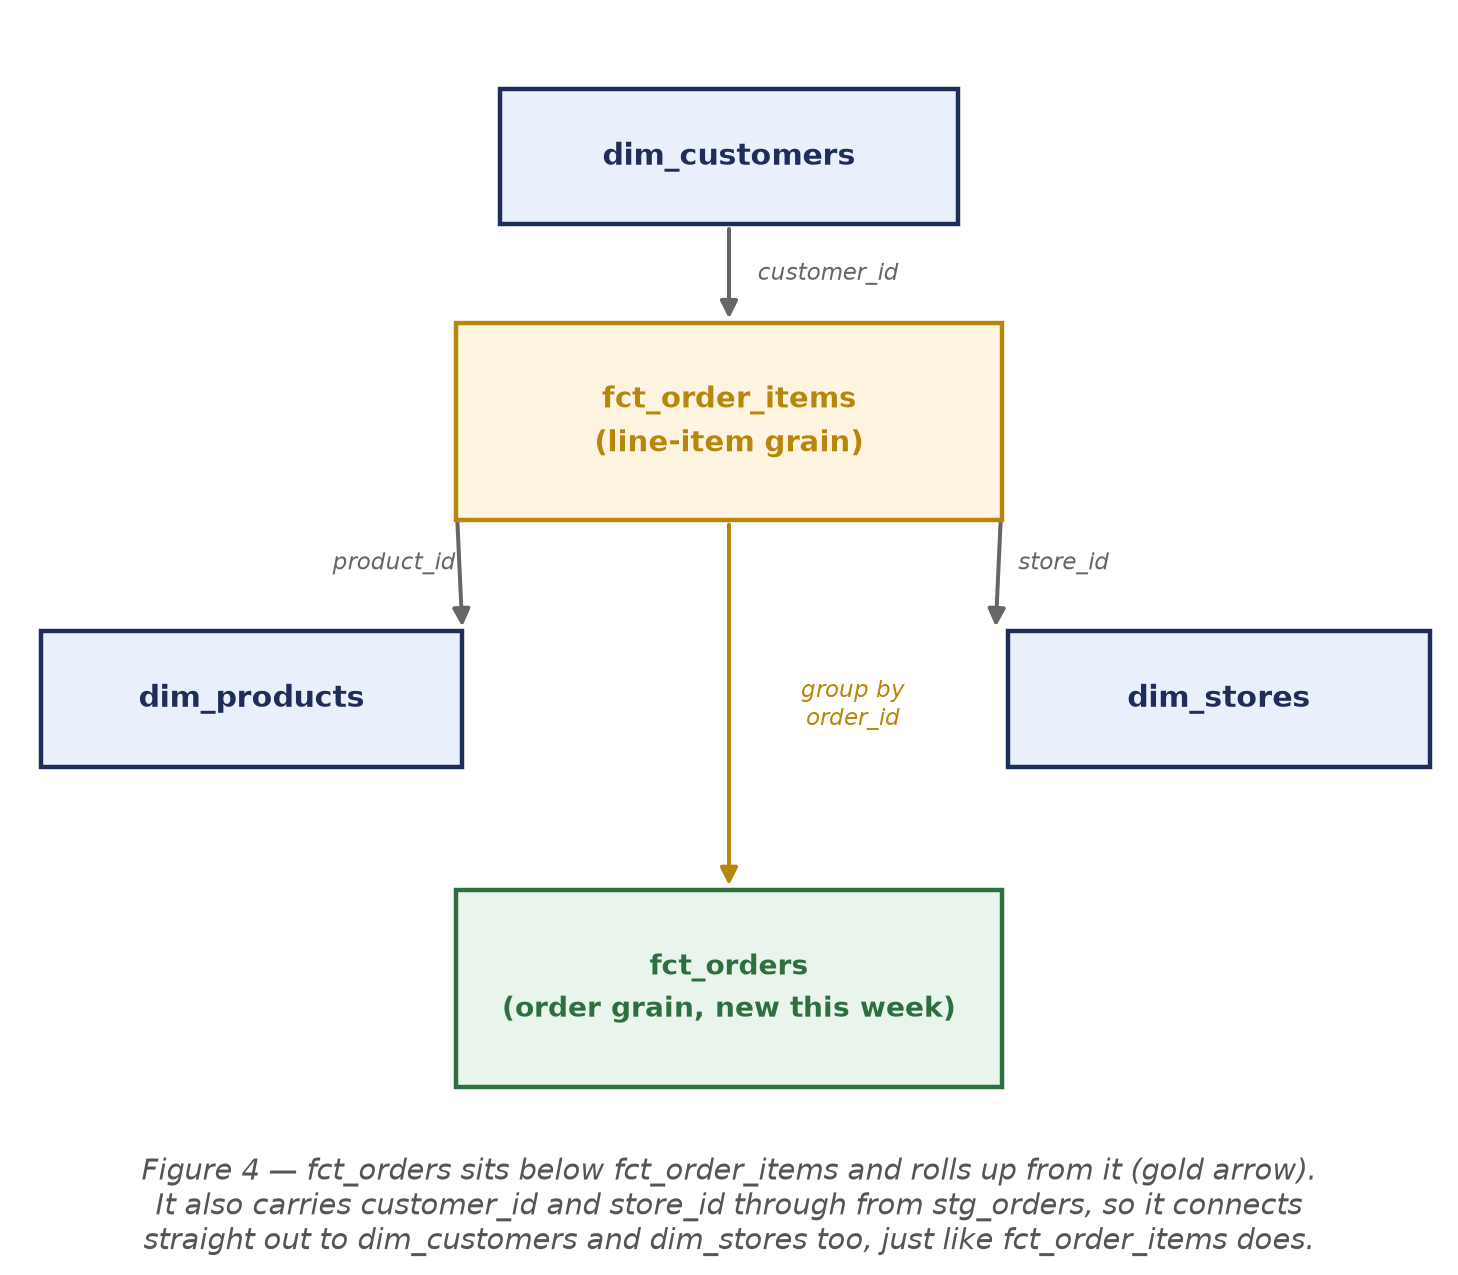 dim_customers
customer_id
fct_order_items
(line-item grain)
product_id
store_id
dim_products
group by
order_id
dim_stores
fct_orders
(order grain, new this week)
Figure 4 — fct_orders sits below fct_order_items and rolls up from it (gold arrow).
It also carries customer_id and store_id through from stg_orders, so it connects
straight out to dim_customers and dim_stores too, just like fct_order_items does.